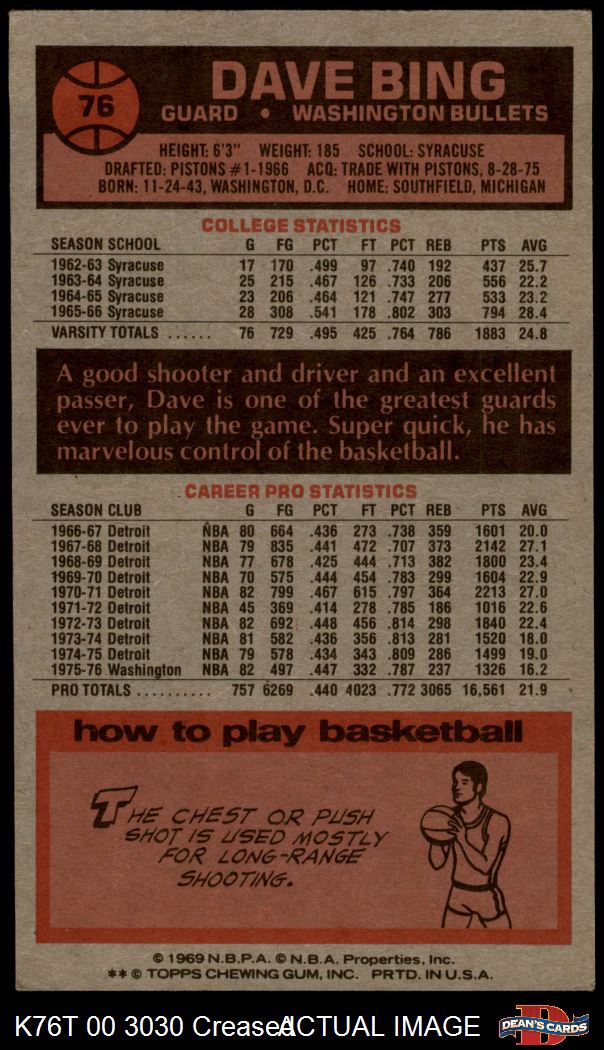 76
DAVE BING
GUARD • WASHINGTON BULLETS
HEIGHT: 6'3" WEIGHT: 185 SCHOOL: SYRACUSE
DRAFTED: PISTONS #1-1966 ACQ: TRADE WITH PISTONS, 8-28-75
BORN: 11-24-43, WASHINGTON, D.C. HOME: SOUTHFIELD, MICHIGAN
COLLEGE STATISTICS
SEASON SCHOOL G FG PCT FT PCT REB PTS AVG
1962-63 Syracuse 17 170 .499 97 .740 192 437 25.7
1963-64 Syracuse 25 215 .467 126 .733 206 556 22.2
1964-65 Syracuse 23 206 .464 121 .747 277 533 23.2
1965-66 Syracuse 28 308 .541 178 .802 303 794 28.4
VARSITY TOTALS ...... 76 729 .495 425 .764 786 1883 24.8
A good shooter and driver and an excellent
passer, Dave is one of the greatest guards
ever to play the game. Super quick, he has
marvelous control of the basketball.
CAREER PRO STATISTICS
SEASON CLUB G FG PCT FT PCT REB PTS AVG
1966-67 Detroit NBA 80 664 .436 273 .738 359 1601 20.0
1967-68 Detroit NBA 79 835 .441 472 .707 373 2142 27.1
1968-69 Detroit NBA 77 678 .425 444 .713 382 1800 23.4
1969-70 Detroit NBA 70 575 .444 454 .783 299 1604 22.9
1970-71 Detroit NBA 82 799 .467 615 .797 364 2213 27.0
1971-72 Detroit NBA 45 369 .414 278 .785 186 1016 22.6
1972-73 Detroit NBA 82 692 .448 456 .814 298 1840 22.4
1973-74 Detroit NBA 81 582 .436 356 .813 281 1520 18.0
1974-75 Detroit NBA 79 578 .434 343 .809 286 1499 19.0
1975-76 Washington NBA 82 497 .447 332 .787 237 1326 16.2
PRO TOTALS .......... 757 6269 .440 4023 .772 3065 16,561 21.9
how to play basketball
THE CHEST OR PUSH
SHOT IS USED MOSTLY
FOR LONG-RANGE
SHOOTING.
© 1969 N.B.P.A. © N.B.A. Properties, Inc.
** © TOPPS CHEWING GUM, INC. PRTD. IN U.S.A.
K76T 00 3030 Creased ACTUAL IMAGE
DEAN'S CARDS